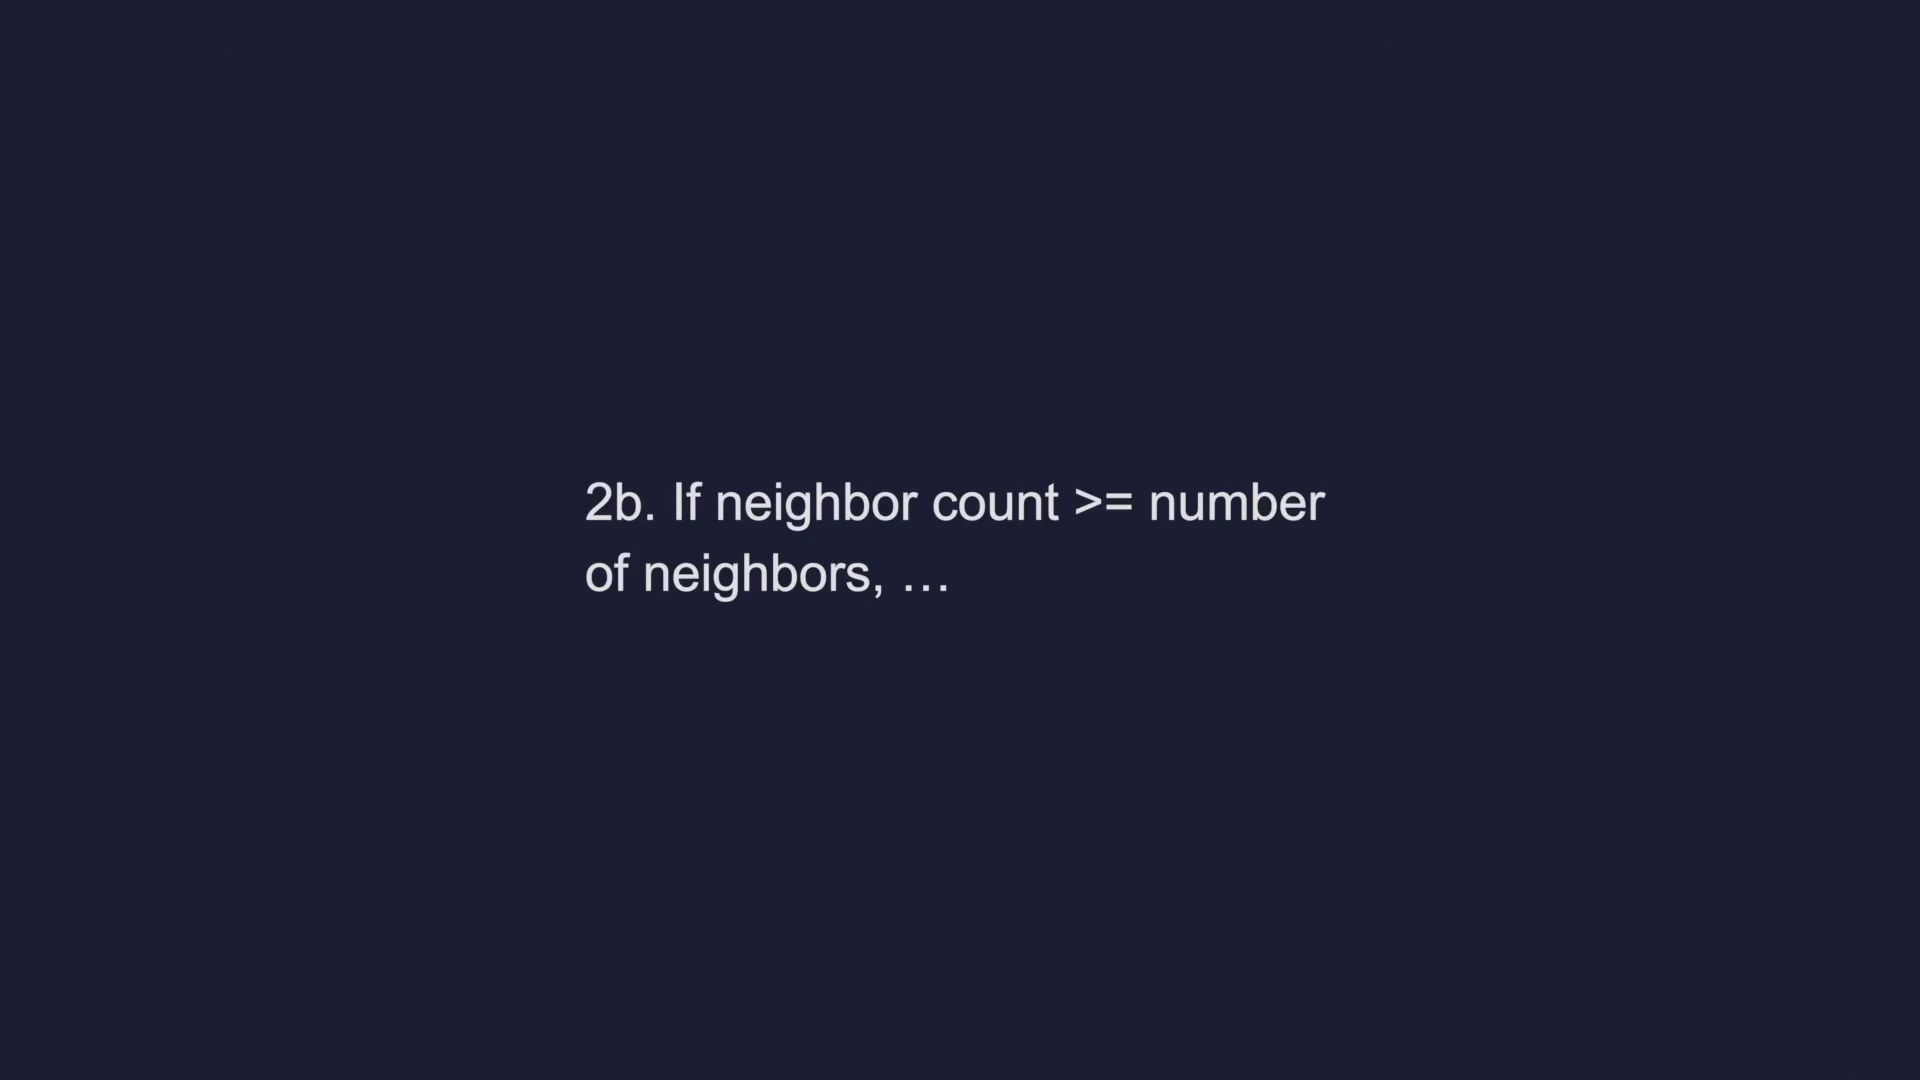 2b. If neighbor count >= number
of neighbors, …